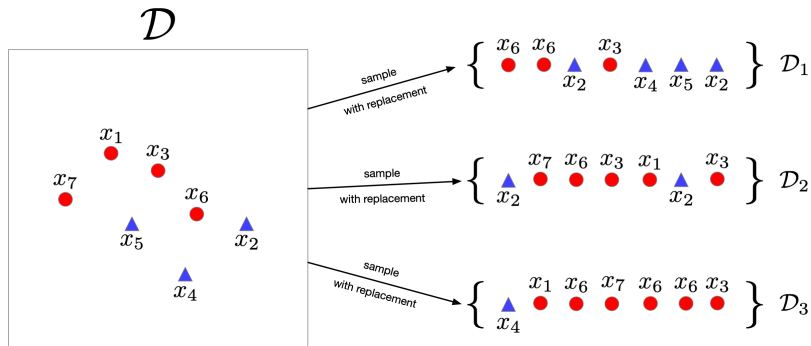 𝒟
x₁
x₃
x₇
x₆
x₅
x₂
x₄
sample
with replacement
{ x₆ x₆ x₂ x₃ x₄ x₅ x₂ } 𝒟₁
sample
with replacement
{ x₂ x₇ x₆ x₃ x₁ x₂ x₃ } 𝒟₂
sample
with replacement
{ x₄ x₁ x₆ x₇ x₆ x₆ x₃ } 𝒟₃